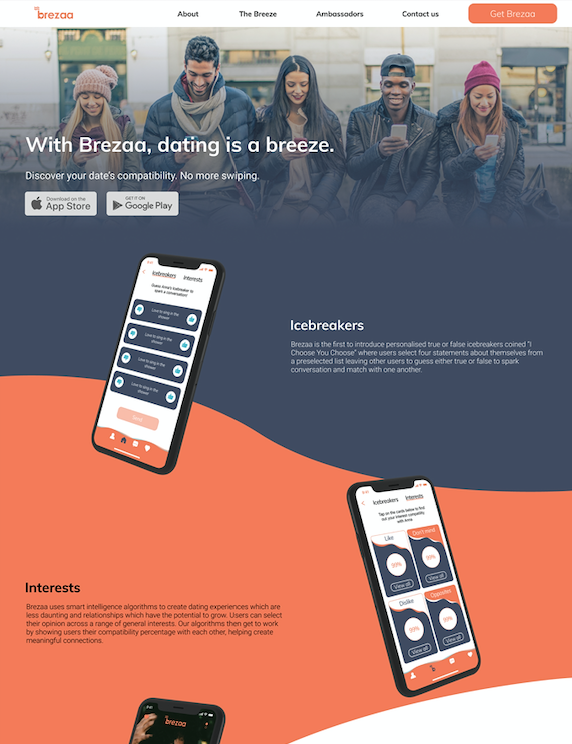 brezaa
About
The Breeze
Ambassadors
Contact us
Get Brezaa
With Brezaa, dating is a breeze.
Discover your date's compatibility. No more swiping.
Download on the
App Store
GET IT ON
Google Play
Icebreakers
Interests
Guess Anna's Icebreaker to
spark a conversation!
Love to sing in the
shower
Love to sing in the
shower
Love to sing in the
shower
Love to sing in the
shower
Icebreakers
Brezaa is the first to introduce personalised true or false icebreakers coined "I
Choose You Choose" where users select four statements about themselves from
a preselected list leaving other users to guess either true or false to spark
conversation and match with one another.
Icebreakers
Interests
Tap on the cards below to find
out your interest compatibility
with Anna
Like
Don't mind
99%
99%
View all
View all
Dislike
Opposites
99%
99%
View all
View all
Interests
Brezaa uses smart intelligence algorithms to create dating experiences which are
less daunting and relationships which have the potential to grow. Users can select
their opinion across a range of general interests. Our algorithms then get to work
by showing users their compatibility percentage with each other, helping create
meaningful connections.
brezaa